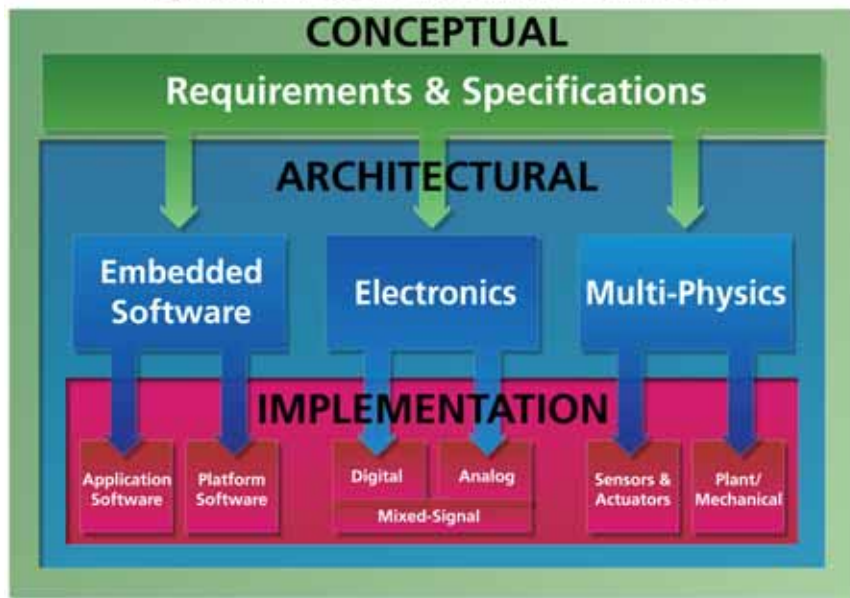 CONCEPTUAL
Requirements & Specifications
ARCHITECTURAL
Embedded
Software
Electronics
Multi-Physics
IMPLEMENTATION
Application
Software
Platform
Software
Digital
Analog
Mixed-Signal
Sensors &
Actuators
Plant/
Mechanical